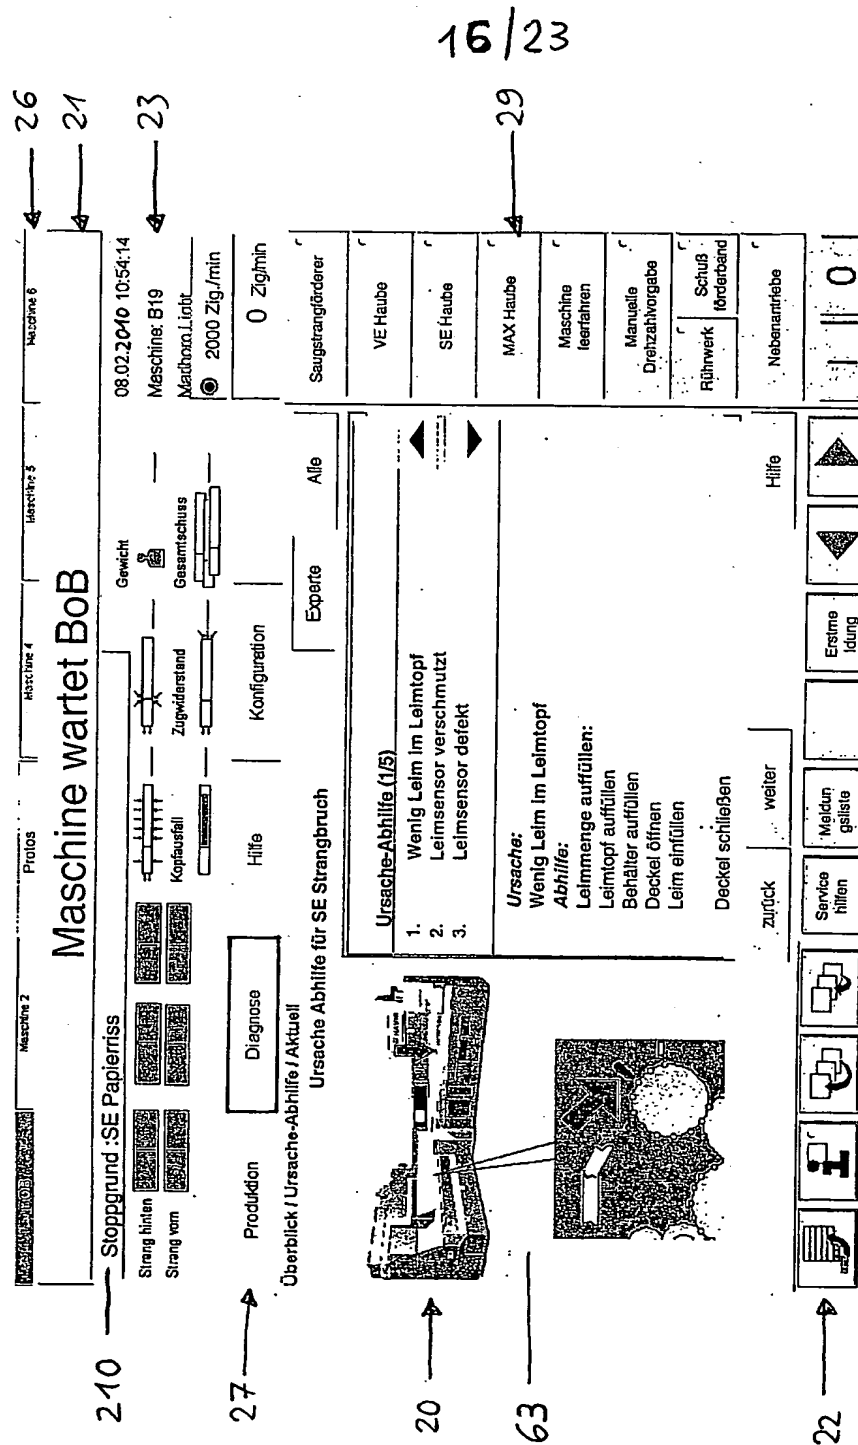 16/23
26
21
23
29
210
27
20
63
22
Maschine 2
Protos
Maschine 4
Maschine 5
Maschine 6
Maschine wartet BoB
Stoppgrund :SE Papierriss
08.02.2010 10:54:14
Maschine: B19
2000 Zig./min
0 Zig/min
Strang hinten
Strang vorn
Kopfausfall
Zugwiderstand
Gewicht
Gesamtschuss
Produktion
Diagnose
Hilfe
Konfiguration
Überblick / Ursache-Abhilfe / Aktuell
Experte
Alle
Ursache Abhilfe für SE Strangbruch
Ursache-Abhilfe (1/5)
1. Wenig Leim im Leimtopf
2. Leimsensor verschmutzt
3. Leimsensor defekt
Ursache:
Wenig Leim im Leimtopf
Abhilfe:
Leimmenge auffüllen:
Leimtopf auffüllen
Behälter auffüllen
Deckel öffnen
Leim einfüllen
Deckel schließen
zurück
weiter
Hilfe
Saugstrangförderer
VE Haube
SE Haube
MAX Haube
Maschine
leerfahren
Manuelle
Drehzahlvorgabe
Rührwerk
Schuß
förderband
Nebenantriebe
Service
hilfen
Meldun
gsliste
Erstme
ldung
0